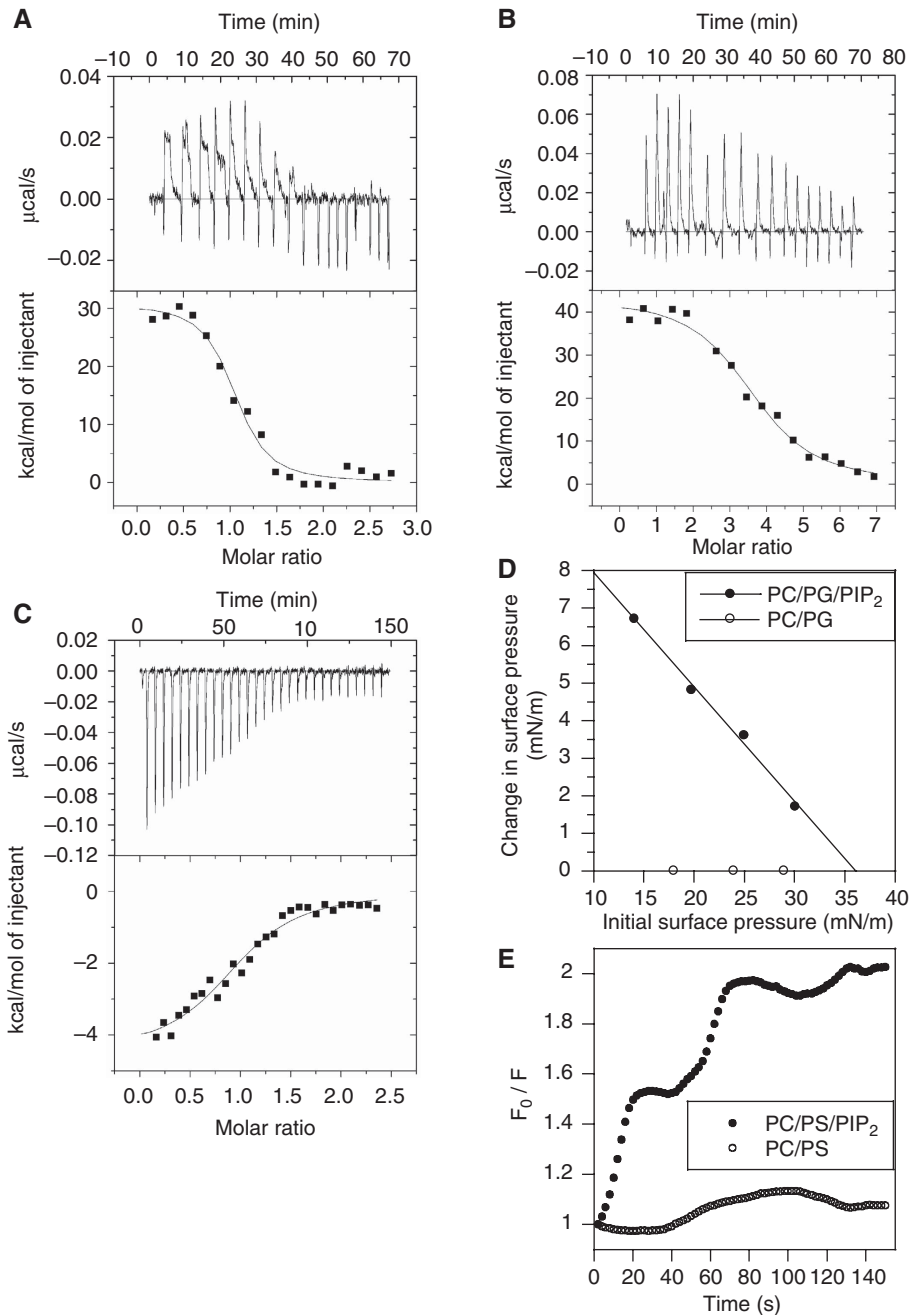 A
Time (min)
−10 0 10 20 30 40 50 60 70
0.04
0.02
0.00
−0.02
µcal/s
30
20
10
0
kcal/mol of injectant
0.0 0.5 1.0 1.5 2.0 2.5 3.0
Molar ratio
B
Time (min)
−10 0 10 20 30 40 50 60 70 80
0.08
0.06
0.04
0.02
0.00
−0.02
µcal/s
40
30
20
10
0
kcal/mol of injectant
0 1 2 3 4 5 6 7
Molar ratio
C
Time (min)
0 50 100 150
0.02
0.00
−0.02
−0.04
−0.06
−0.08
−0.10
−0.12
µcal/s
0
−2
−4
kcal/mol of injectant
0.0 0.5 1.0 1.5 2.0 2.5
Molar ratio
D
8
7
6
5
4
3
2
1
0
Change in surface pressure
(mN/m)
PC/PG/PIP₂
PC/PG
10 15 20 25 30 35 40
Initial surface pressure (mN/m)
E
2
1.8
1.6
1.4
1.2
1
F₀ / F
PC/PS/PIP₂
PC/PS
0 20 40 60 80 100 120 140
Time (s)